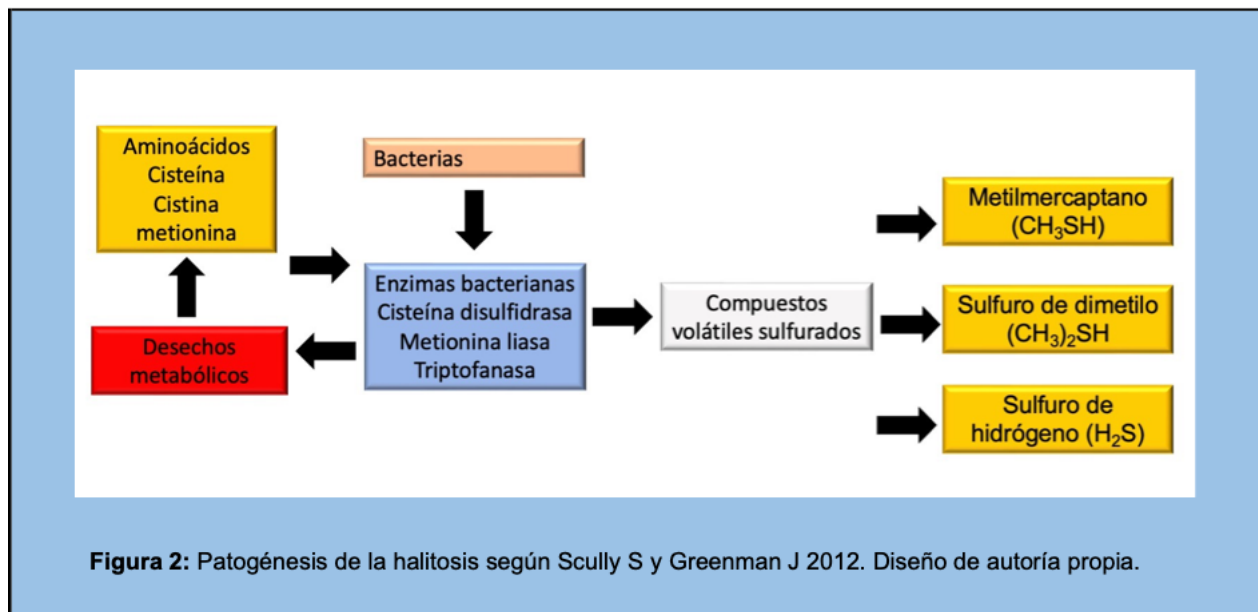 Aminoácidos
Cisteína
Cistina
metionina
Bacterias
Desechos
metabólicos
Enzimas bacterianas
Cisteína disulfidrasa
Metionina liasa
Triptofanasa
Compuestos
volátiles sulfurados
Metilmercaptano
(CH₃SH)
Sulfuro de dimetilo
(CH₃)₂SH
Sulfuro de
hidrógeno (H₂S)
Figura 2: Patogénesis de la halitosis según Scully S y Greenman J 2012. Diseño de autoría propia.